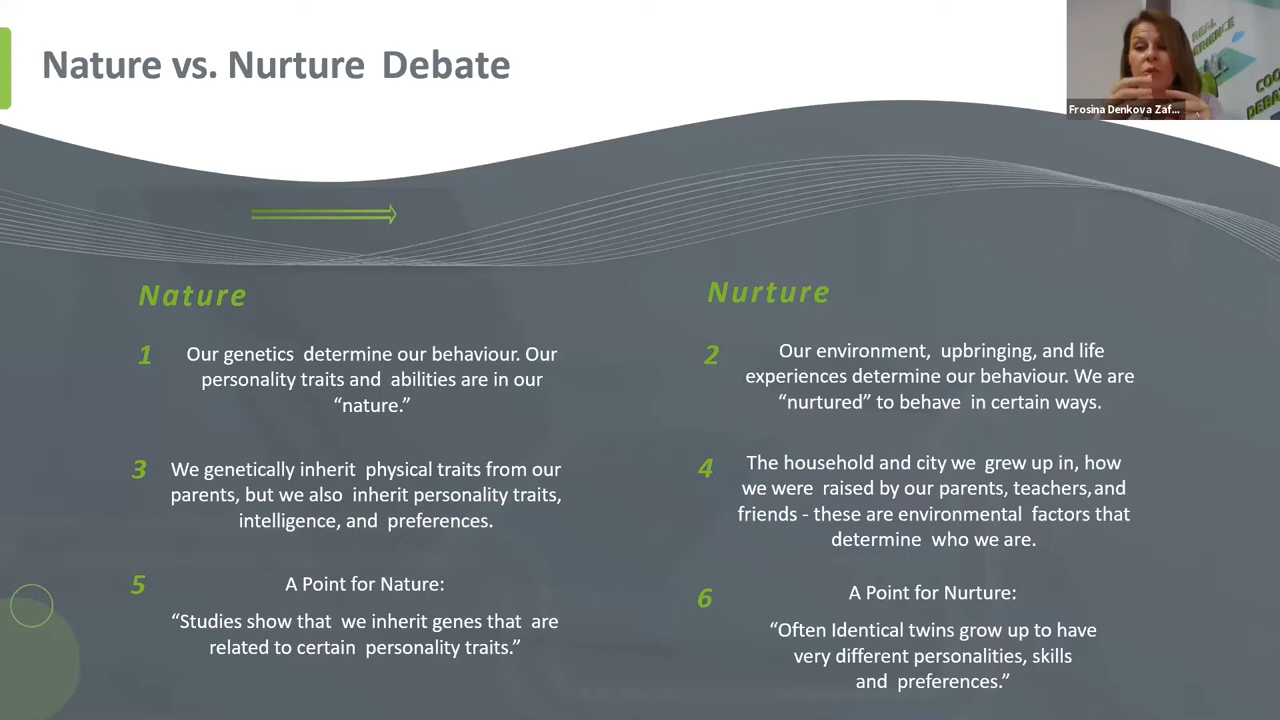 Nature vs. Nurture Debate
REAL
Frosina Denkova Zaf...
Nature
1
Our genetics determine our behaviour. Our
personality traits and abilities are in our
“nature.”
3
We genetically inherit physical traits from our
parents, but we also inherit personality traits,
intelligence, and preferences.
5
A Point for Nature:
“Studies show that we inherit genes that are
related to certain personality traits.”
Nurture
2
Our environment, upbringing, and life
experiences determine our behaviour. We are
“nurtured” to behave in certain ways.
4
The household and city we grew up in, how
we were raised by our parents, teachers, and
friends - these are environmental factors that
determine who we are.
6
A Point for Nurture:
“Often Identical twins grow up to have
very different personalities, skills
and preferences.”